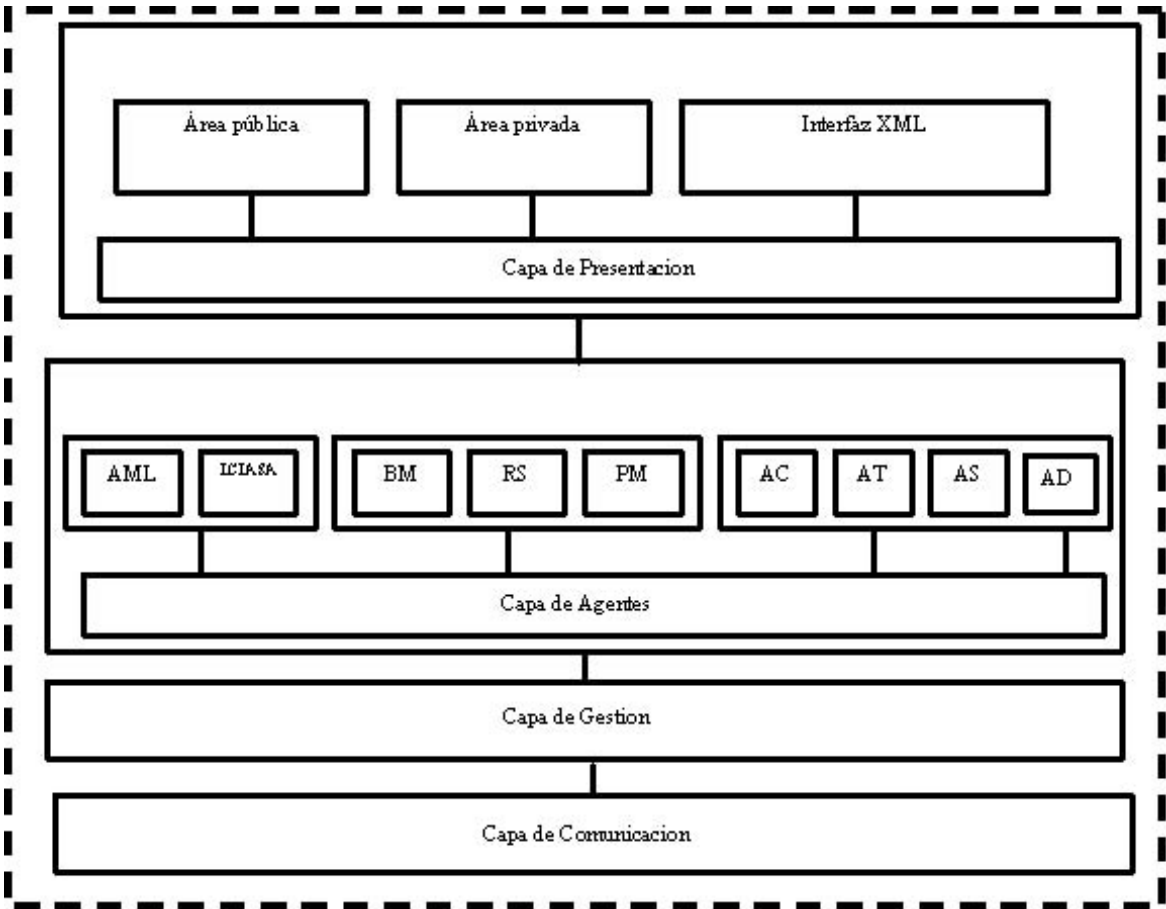 Área pública
Área privada
Interfaz XML
Capa de Presentacion
AML
BM
RS
PM
AC
AT
AS
AD
Capa de Agentes
Capa de Gestion
Capa de Comunicacion